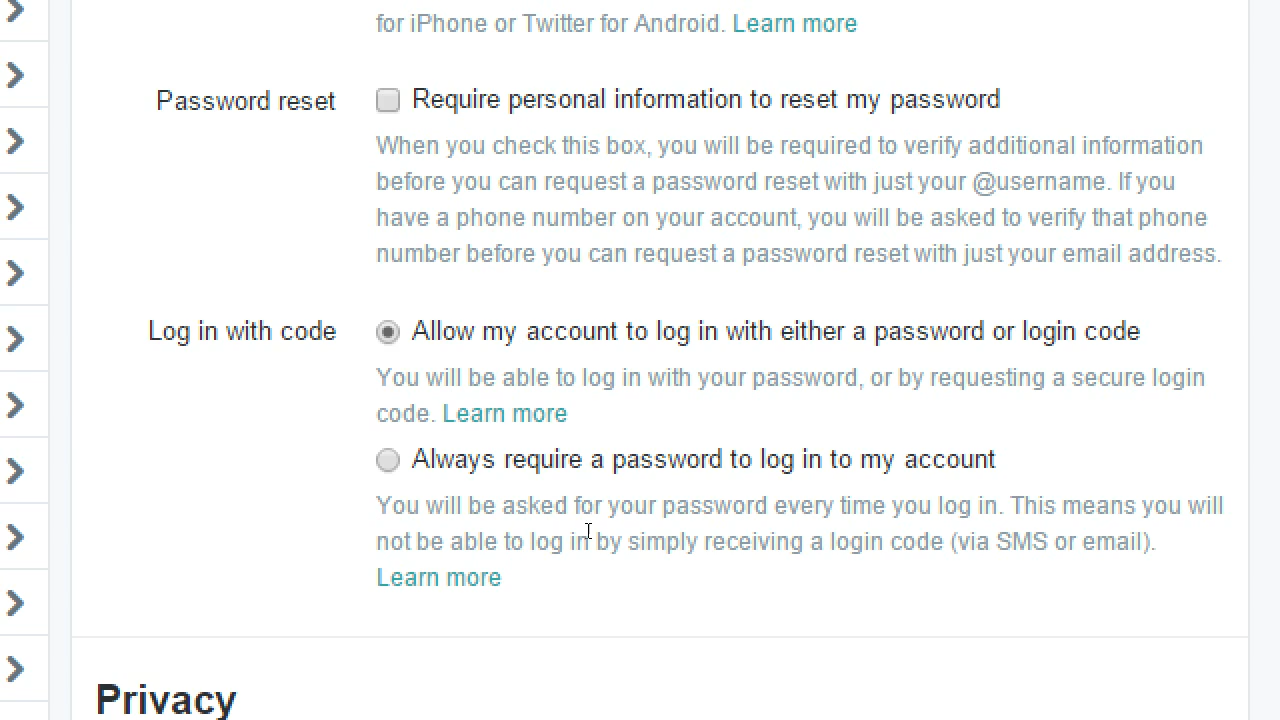 for iPhone or Twitter for Android. Learn more
Password reset
Require personal information to reset my password
When you check this box, you will be required to verify additional information
before you can request a password reset with just your @username. If you
have a phone number on your account, you will be asked to verify that phone
number before you can request a password reset with just your email address.
Log in with code
Allow my account to log in with either a password or login code
You will be able to log in with your password, or by requesting a secure login
code. Learn more
Always require a password to log in to my account
You will be asked for your password every time you log in. This means you will
not be able to log in by simply receiving a login code (via SMS or email).
Learn more
Privacy